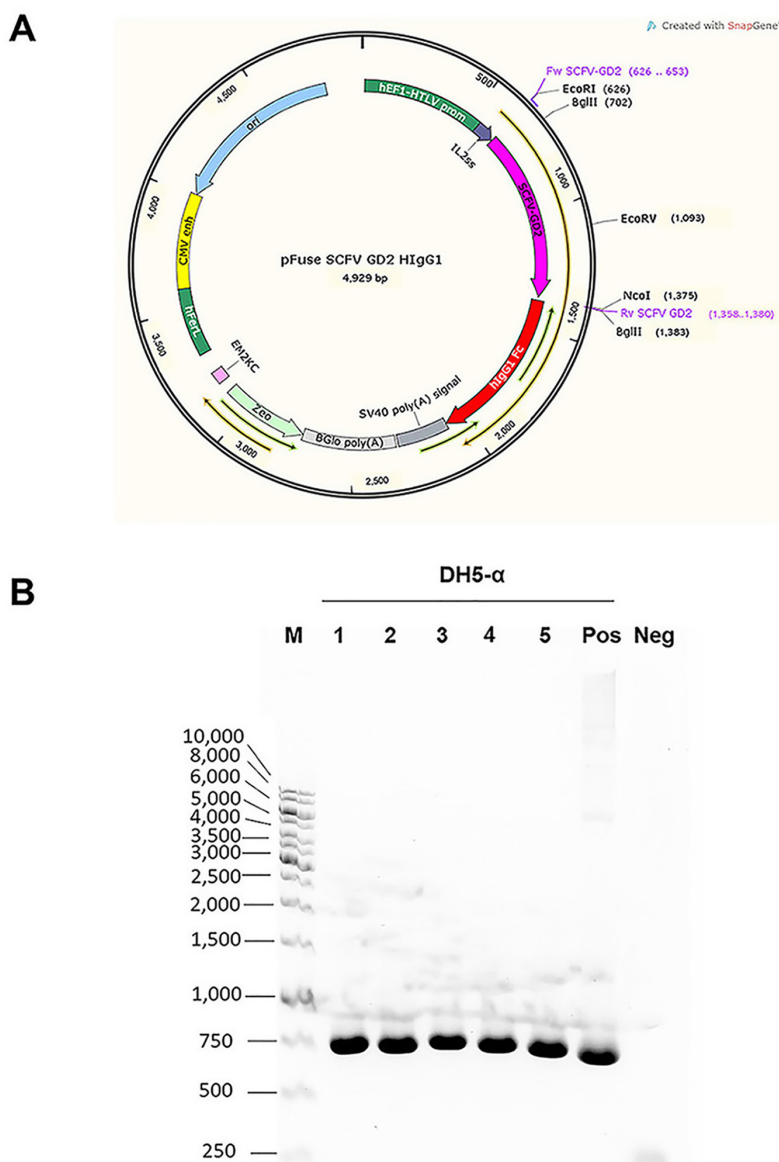 A
Created with SnapGene
Fw SCFV-GD2 (626 .. 653)
EcoRI (626)
BglII (702)
500
hEF1-HTLV prom
IL2ss
SCFV-GD2
1,000
EcoRV (1,093)
NcoI (1,375)
Rv SCFV GD2 (1,358..1,380)
BglII (1,383)
1,500
hIgG1 Fc
2,000
SV40 poly(A) signal
BGlo poly(A)
2,500
Zeo
3,000
EM2KC
hFerL
3,500
CMV enh
4,000
ori
4,500
pFuse SCFV GD2 HIgG1
4,929 bp
B
DH5-α
M 1 2 3 4 5 Pos Neg
10,000
8,000
6,000
5,000
4,000
3,500
3,000
2,500
2,000
1,500
1,000
750
500
250